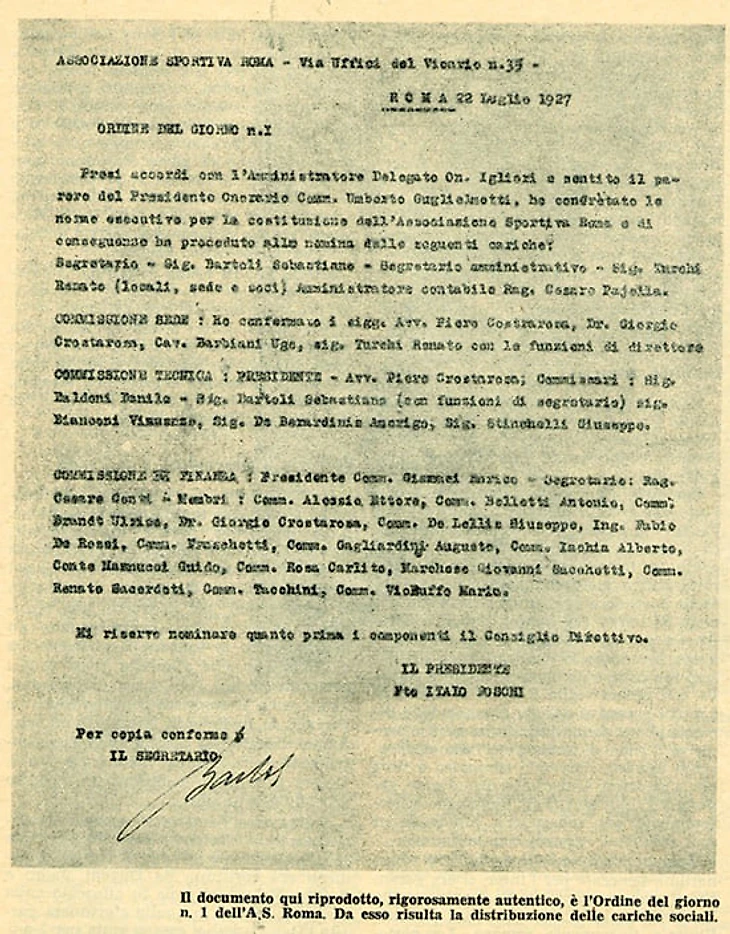 ASSOCIAZIONE SPORTIVA ROMA - Via Uffici del Vicario n.35 -
R O M A 22 Luglio 1927
ORDINE DEL GIORNO n.I
Presi accordi con l'Amministratore Delegato On. Igliori e sentito il pa-
rere del Presidente Onorario Comm. Umberto Guglielmotti, ho concretato le
norme esecutive per la costituzione dell'Associazione Sportiva Roma e di
conseguenza ho proceduto alle nomina delle seguenti cariche:
Segretario - Sig. Bartoli Sebastiano - Segretario amministrativo - Sig. Turchi
Renato (locali, sede e soci) Amministratore contabile Rag. Cesare Pajella.
COMMISSIONE SEDE : Ho confermato i sigg. Avv. Piero Crostarosa, Dr. Giorgio
Crostarosa, Cav. Barbiani Ugo, sig. Turchi Renato con le funzioni di direttore
COMMISSIONE TECNICA : PRESIDENTE - Avv. Piero Crostarosa; Commissari : Sig.
Baldoni Danilo - Sig. Bartoli Sebastiano (con funzioni di segretario) sig.
Bianconi Vincenzo, Sig. De Berardinis Amerigo, Sig. Stinchelli Giuseppe.
COMMISSIONE DI FINANZA : Presidente Comm. Gismaci Enrico - Segretario: Rag.
Cesare Conti - Membri : Comm. Alessio Ettore, Comm. Belletti Antonio, Comm.
Brandt Ulrico, Dr. Giorgio Crostarosa, Comm. De Lellis Giuseppe, Ing. Fabio
De Rossi, Comm. Fraschetti, Comm. Gagliardini Augusto, Comm. Ischia Alberto,
Conte Mannucci Guido, Comm. Rosa Carlito, Marchese Giovanni Sacchetti, Comm.
Renato Sacerdoti, Comm. Tacchini, Comm. VioBuffo Mario.
Mi riservo nominare quanto prima i componenti il Consiglio Direttivo.
IL PRESIDENTE
Fto ITALO FOSCHI
Per copia conforme
IL SEGRETARIO
Il documento qui riprodotto, rigorosamente autentico, è l'Ordine del giorno
n. 1 dell'A.S. Roma. Da esso risulta la distribuzione delle cariche sociali.